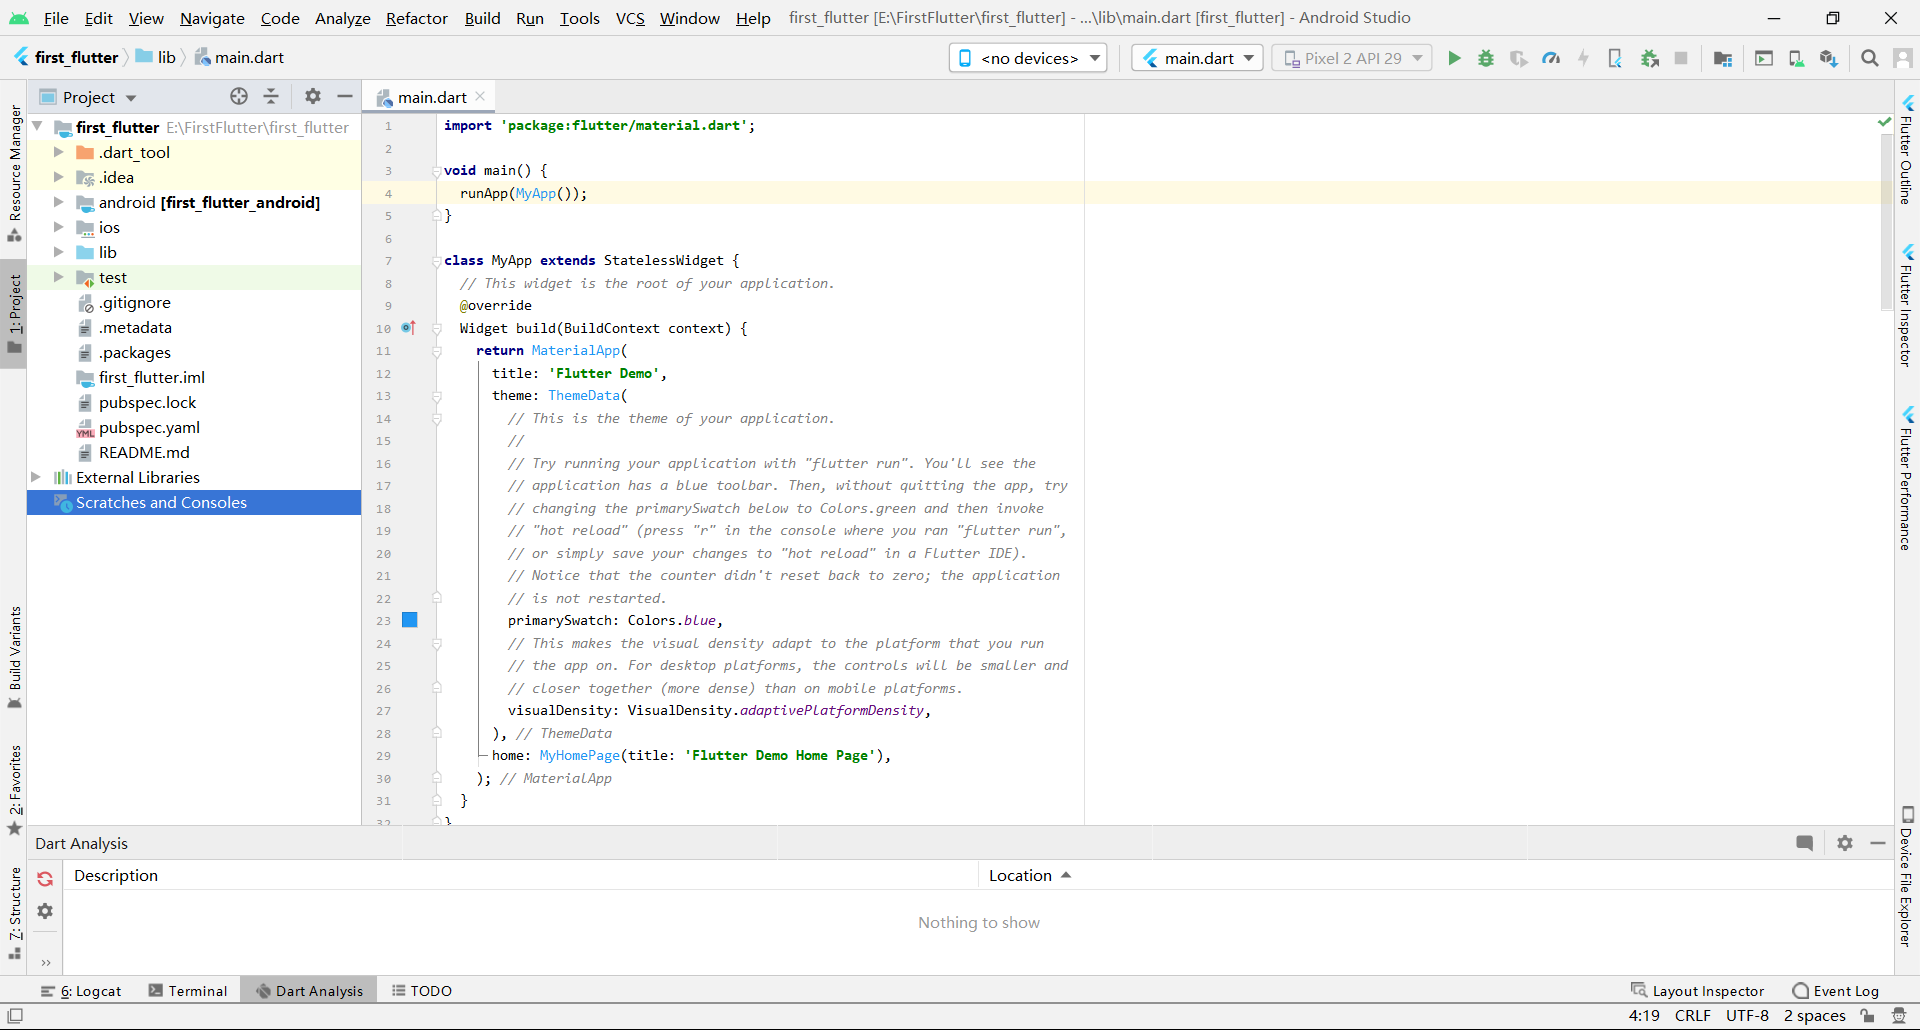 File Edit View Navigate Code Analyze Refactor Build Run Tools VCS Window Help first_flutter [E:\FirstFlutter\first_flutter] - ...\lib\main.dart [first_flutter] - Android Studio
first_flutter lib main.dart <no devices> main.dart Pixel 2 API 29
Project main.dart
first_flutter E:\FirstFlutter\first_flutter
.dart_tool
.idea
android [first_flutter_android]
ios
lib
test
.gitignore
.metadata
.packages
first_flutter.iml
pubspec.lock
pubspec.yaml
README.md
External Libraries
Scratches and Consoles
Resource Manager
1: Project
Build Variants
2: Favorites
7: Structure
1 import 'package:flutter/material.dart';
2
3 void main() {
4 runApp(MyApp());
5 }
6
7 class MyApp extends StatelessWidget {
8 // This widget is the root of your application.
9 @override
10 Widget build(BuildContext context) {
11 return MaterialApp(
12 title: 'Flutter Demo',
13 theme: ThemeData(
14 // This is the theme of your application.
15 //
16 // Try running your application with "flutter run". You'll see the
17 // application has a blue toolbar. Then, without quitting the app, try
18 // changing the primarySwatch below to Colors.green and then invoke
19 // "hot reload" (press "r" in the console where you ran "flutter run",
20 // or simply save your changes to "hot reload" in a Flutter IDE).
21 // Notice that the counter didn't reset back to zero; the application
22 // is not restarted.
23 primarySwatch: Colors.blue,
24 // This makes the visual density adapt to the platform that you run
25 // the app on. For desktop platforms, the controls will be smaller and
26 // closer together (more dense) than on mobile platforms.
27 visualDensity: VisualDensity.adaptivePlatformDensity,
28 ), // ThemeData
29 home: MyHomePage(title: 'Flutter Demo Home Page'),
30 ); // MaterialApp
31 }
32 }
Flutter Outline
Flutter Inspector
Flutter Performance
Device File Explorer
Dart Analysis
Description Location
Nothing to show
6: Logcat Terminal Dart Analysis TODO Layout Inspector Event Log
4:19 CRLF UTF-8 2 spaces